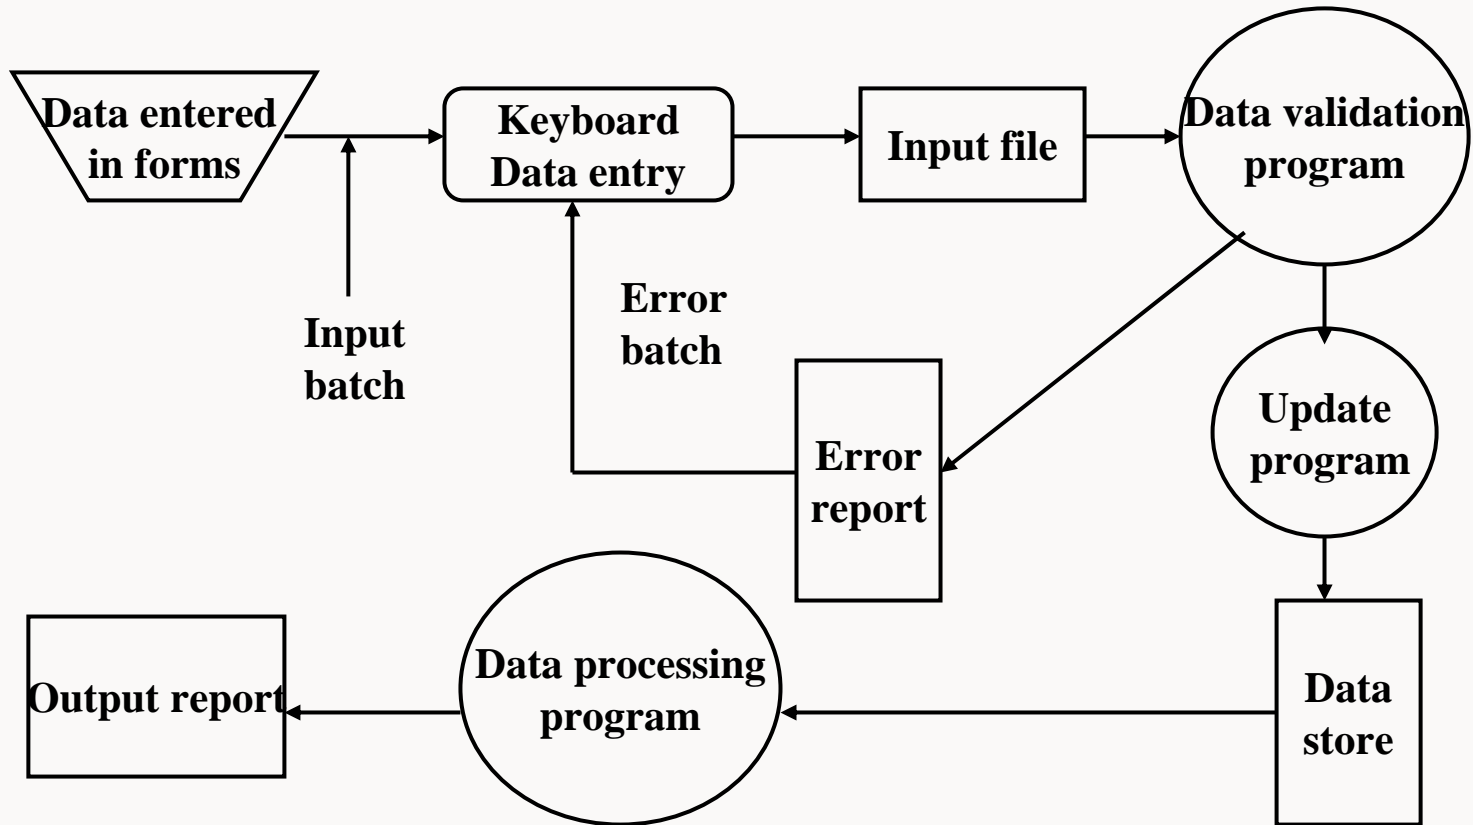 Data entered
in forms
Keyboard
Data entry
Input file
Data validation
program
Input
batch
Error
batch
Error
report
Update
program
Output report
Data processing
program
Data
store